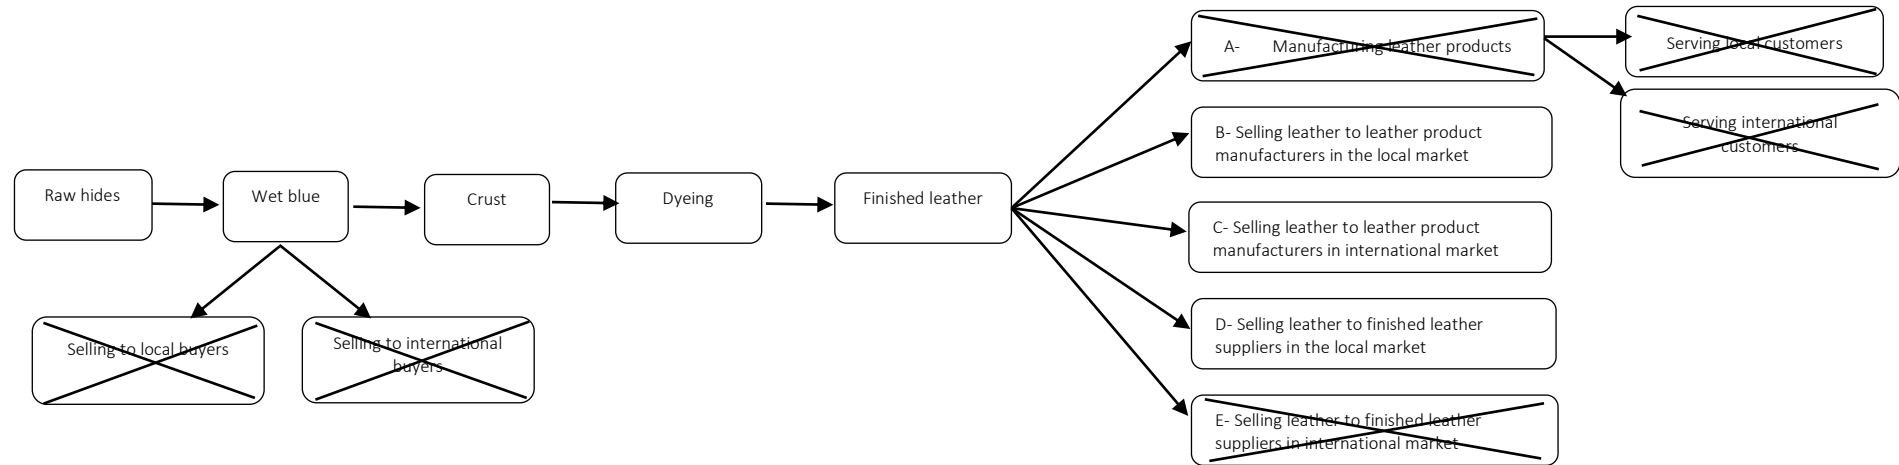 Raw hides
Wet blue
Crust
Dyeing
Finished leather
Selling to local buyers
Selling to international
buyers
A- Manufacturing leather products
Serving local customers
Serving international
customers
B- Selling leather to leather product
manufacturers in the local market
C- Selling leather to leather product
manufacturers in international market
D- Selling leather to finished leather
suppliers in the local market
E- Selling leather to finished leather
suppliers in international market